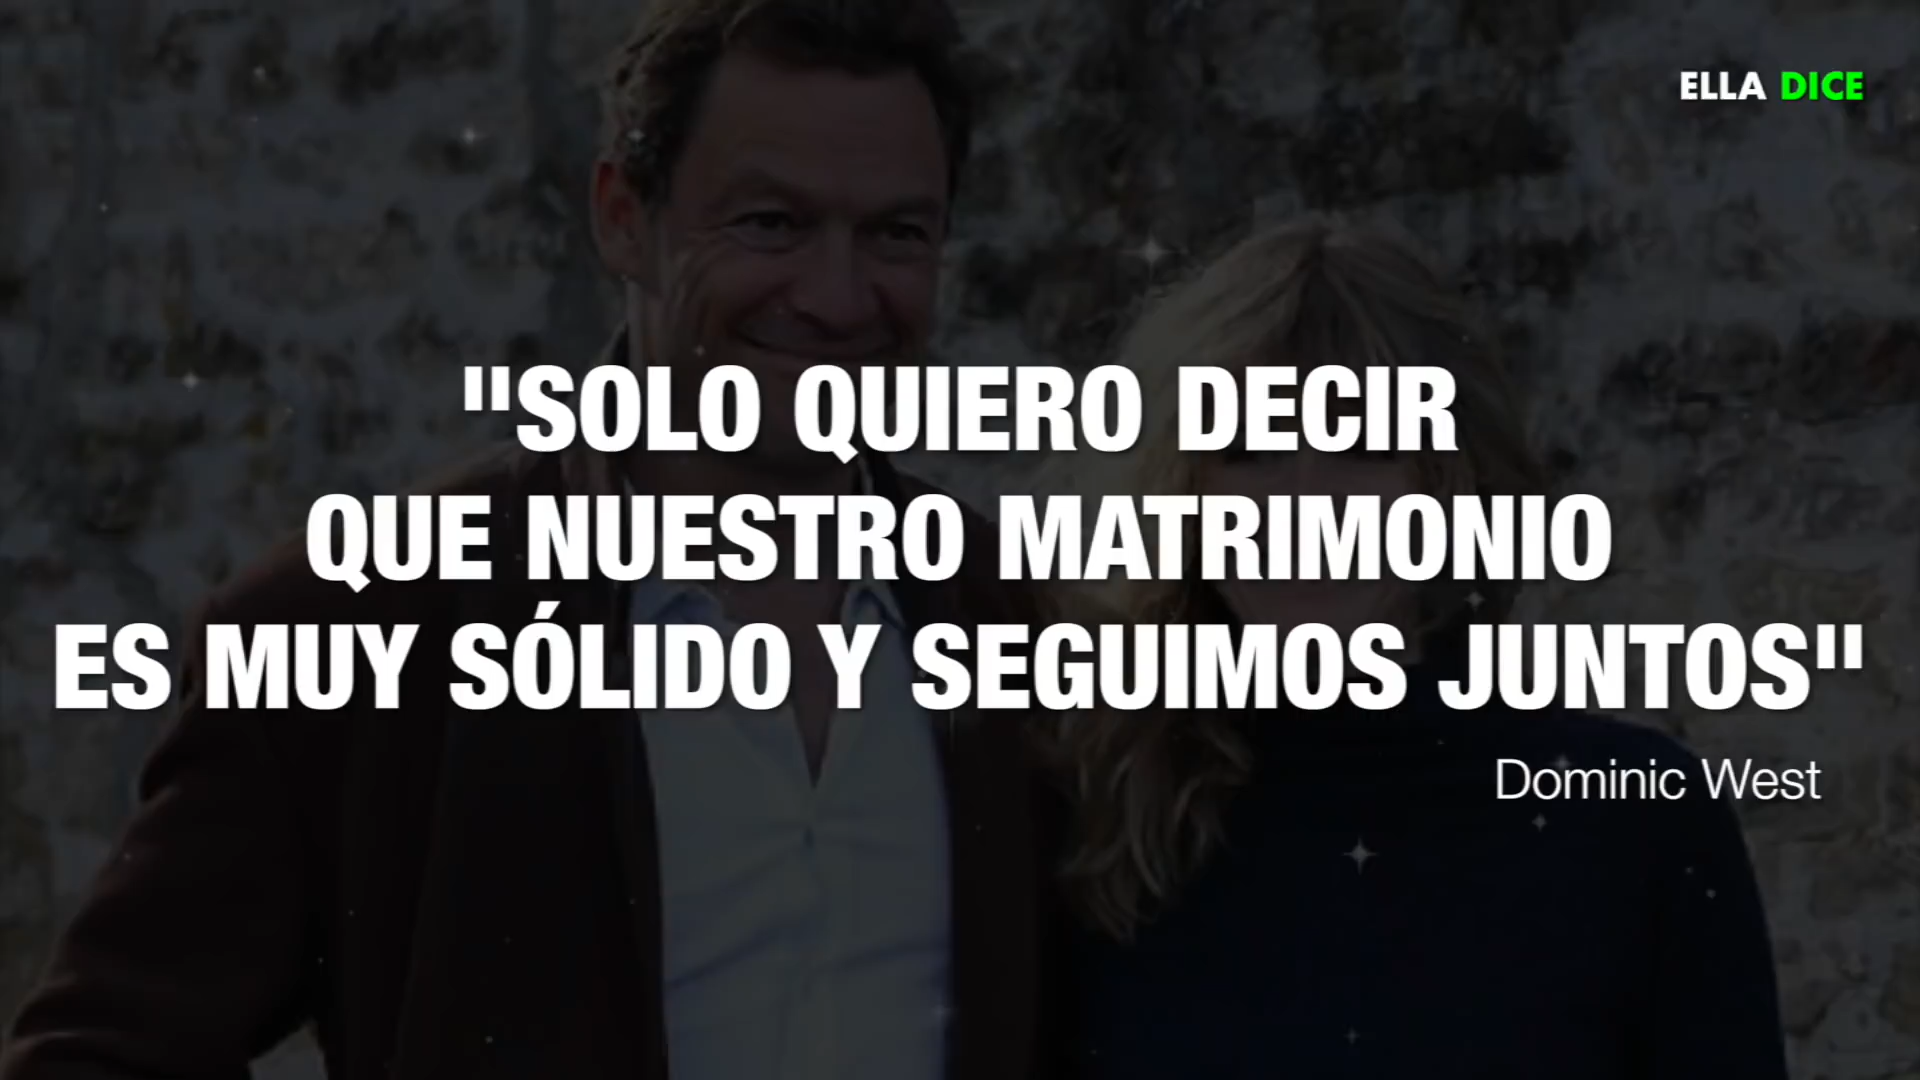 ELLA DICE
"SOLO QUIERO DECIR
QUE NUESTRO MATRIMONIO
ES MUY SÓLIDO Y SEGUIMOS JUNTOS"
Dominic West